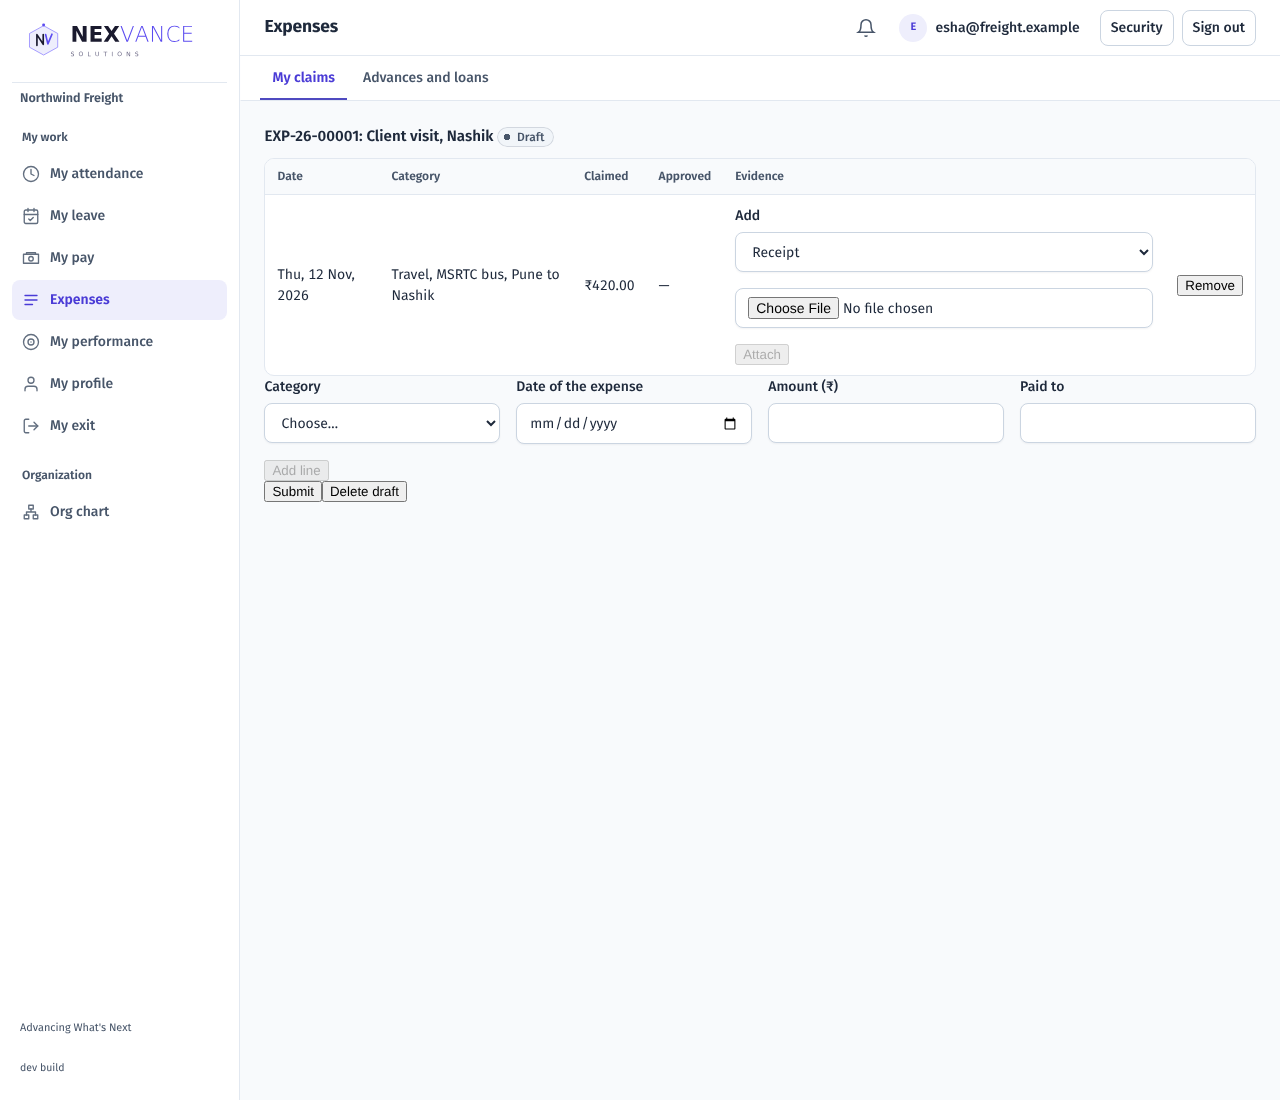 NEXVANCE
SOLUTIONS
Northwind Freight
My work
My attendance
My leave
My pay
Expenses
My performance
My profile
My exit
Organization
Org chart
Advancing What's Next
dev build
Expenses
E esha@freight.example Security Sign out
My claims Advances and loans
EXP-26-00001: Client visit, Nashik Draft
Date Category Claimed Approved Evidence
Thu, 12 Nov, 2026
Travel, MSRTC bus, Pune to Nashik
₹420.00 —
Add
Receipt
Choose File No file chosen
Attach
Remove
Category Date of the expense Amount (₹) Paid to
Choose... mm/dd/yyyy
Add line
Submit Delete draft